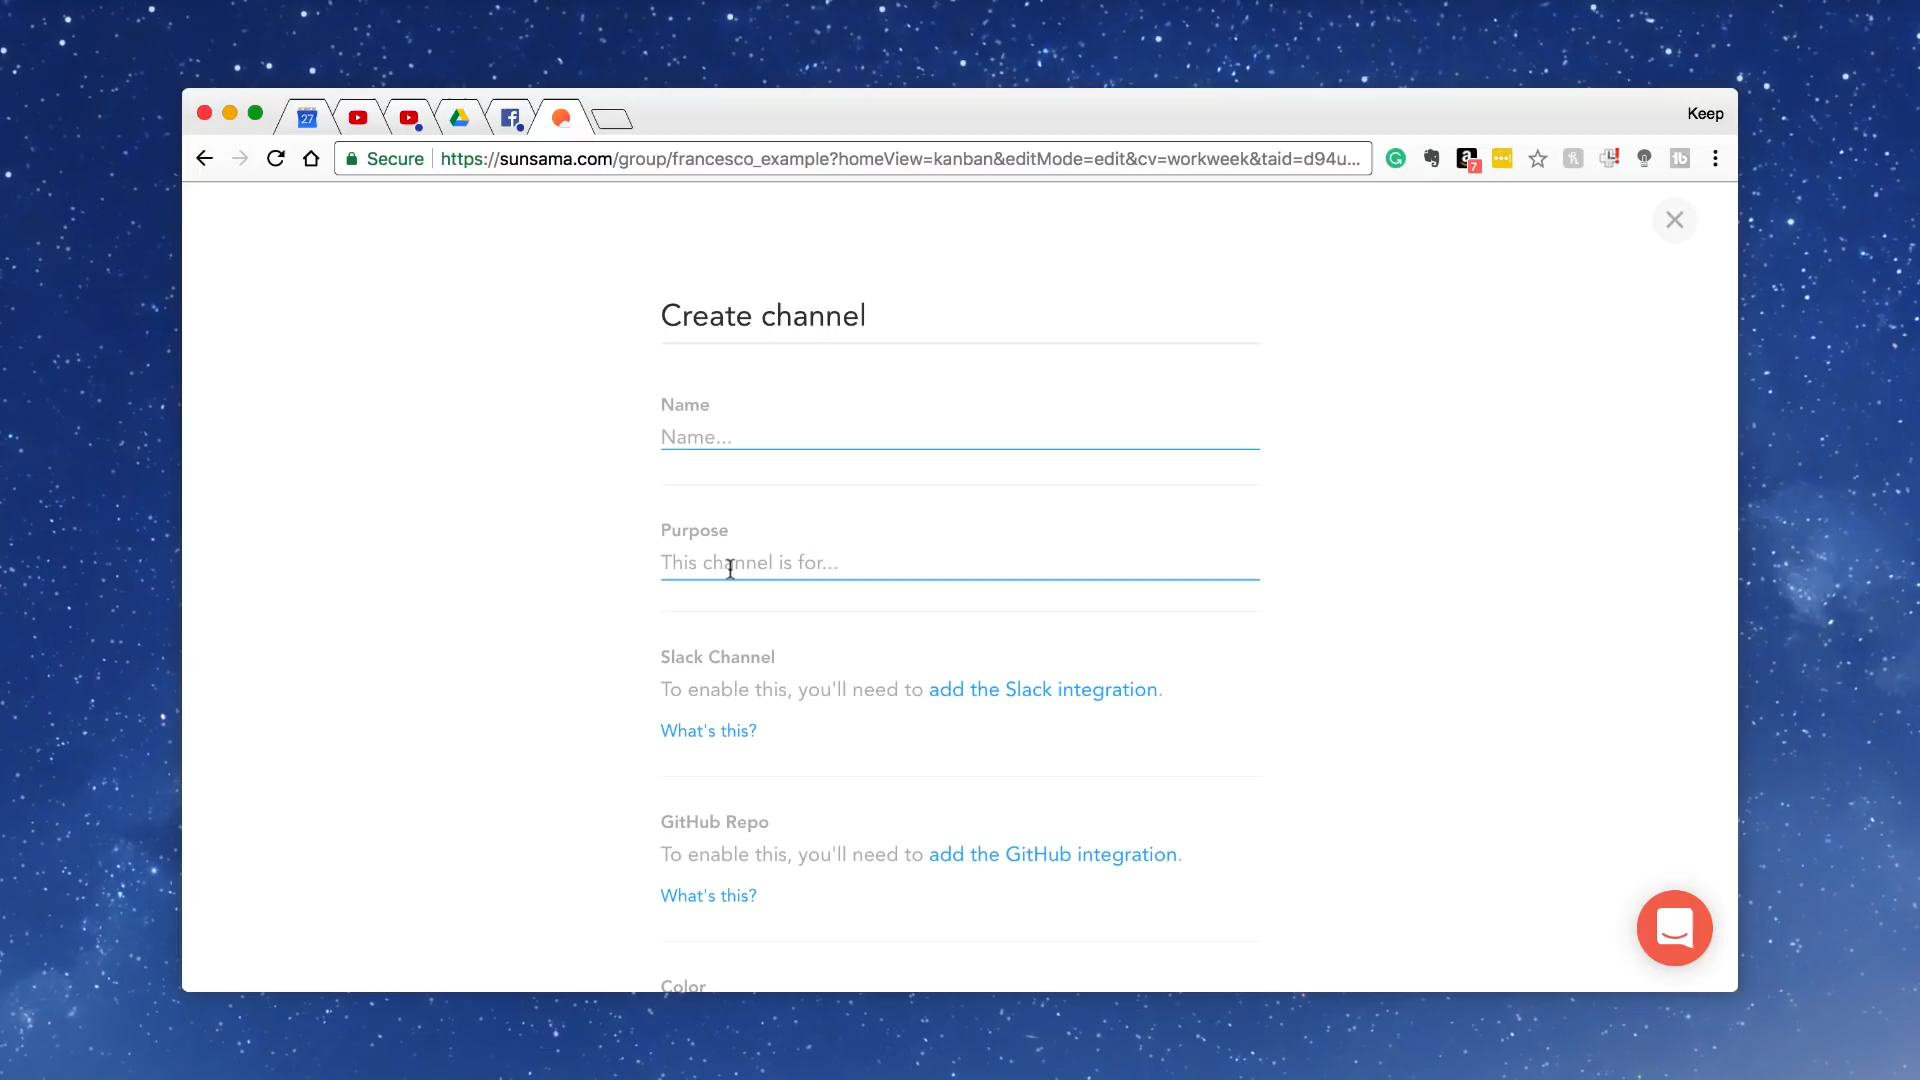 27
Keep
Secure
https://sunsama.com/group/francesco_example?homeView=kanban&editMode=edit&cv=workweek&taid=d94u...
7
Create channel
Name
Name...
Purpose
This channel is for...
Slack Channel
To enable this, you'll need to add the Slack integration.
What's this?
GitHub Repo
To enable this, you'll need to add the GitHub integration.
What's this?
Color